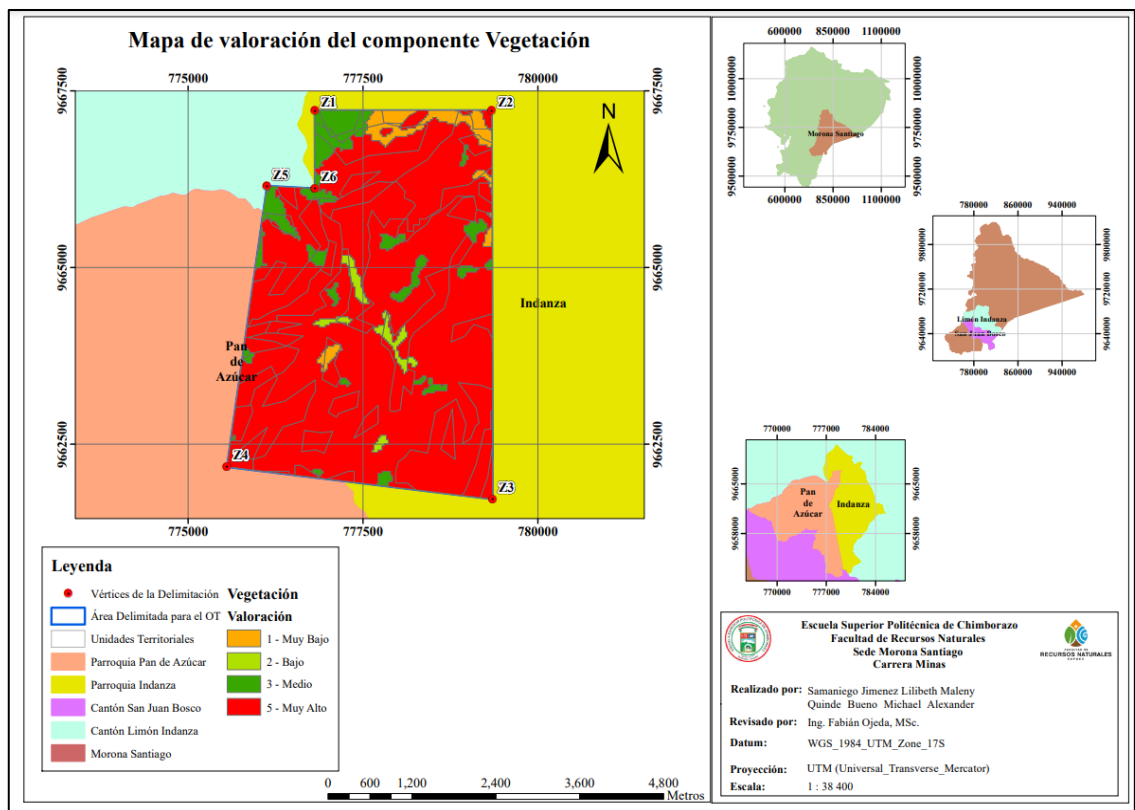 Mapa de valoración del componente Vegetación
775000 777500 780000
9667500 9667500
9665000 9665000
9662500 9662500
775000 777500 780000
Z1
Z2
N
Z5
Z6
Indanza
Pan
de
Azúcar
Z4
Z3
Leyenda
Vértices de la Delimitación
Área Delimitada para el OT
Unidades Territoriales
Parroquia Pan de Azúcar
Parroquia Indanza
Cantón San Juan Bosco
Cantón Limón Indanza
Morona Santiago
Vegetación
Valoración
1 - Muy Bajo
2 - Bajo
3 - Medio
5 - Muy Alto
0 600 1,200 2,400 3,600 4,800
Metros
600000 850000 1100000
10000000 10000000
9750000 9750000
9500000 9500000
Morona Santiago
600000 850000 1100000
780000 860000 940000
9800000 9800000
9720000 9720000
9640000 9640000
Limón Indanza
San Juan Bosco
780000 860000 940000
770000 777000 784000
9665000 9665000
9658000 9658000
Pan
de
Azúcar
Indanza
770000 777000 784000
Escuela Superior Politécnica de Chimborazo
Facultad de Recursos Naturales
Sede Morona Santiago
Carrera Minas
RECURSOS NATURALES
Realizado por: Samaniego Jimenez Lilibeth Maleny
Quinde Bueno Michael Alexander
Revisado por: Ing. Fabián Ojeda, MSc.
Datum: WGS_1984_UTM_Zone_17S
Proyección: UTM (Universal_Transverse_Mercator)
Escala: 1 : 38 400